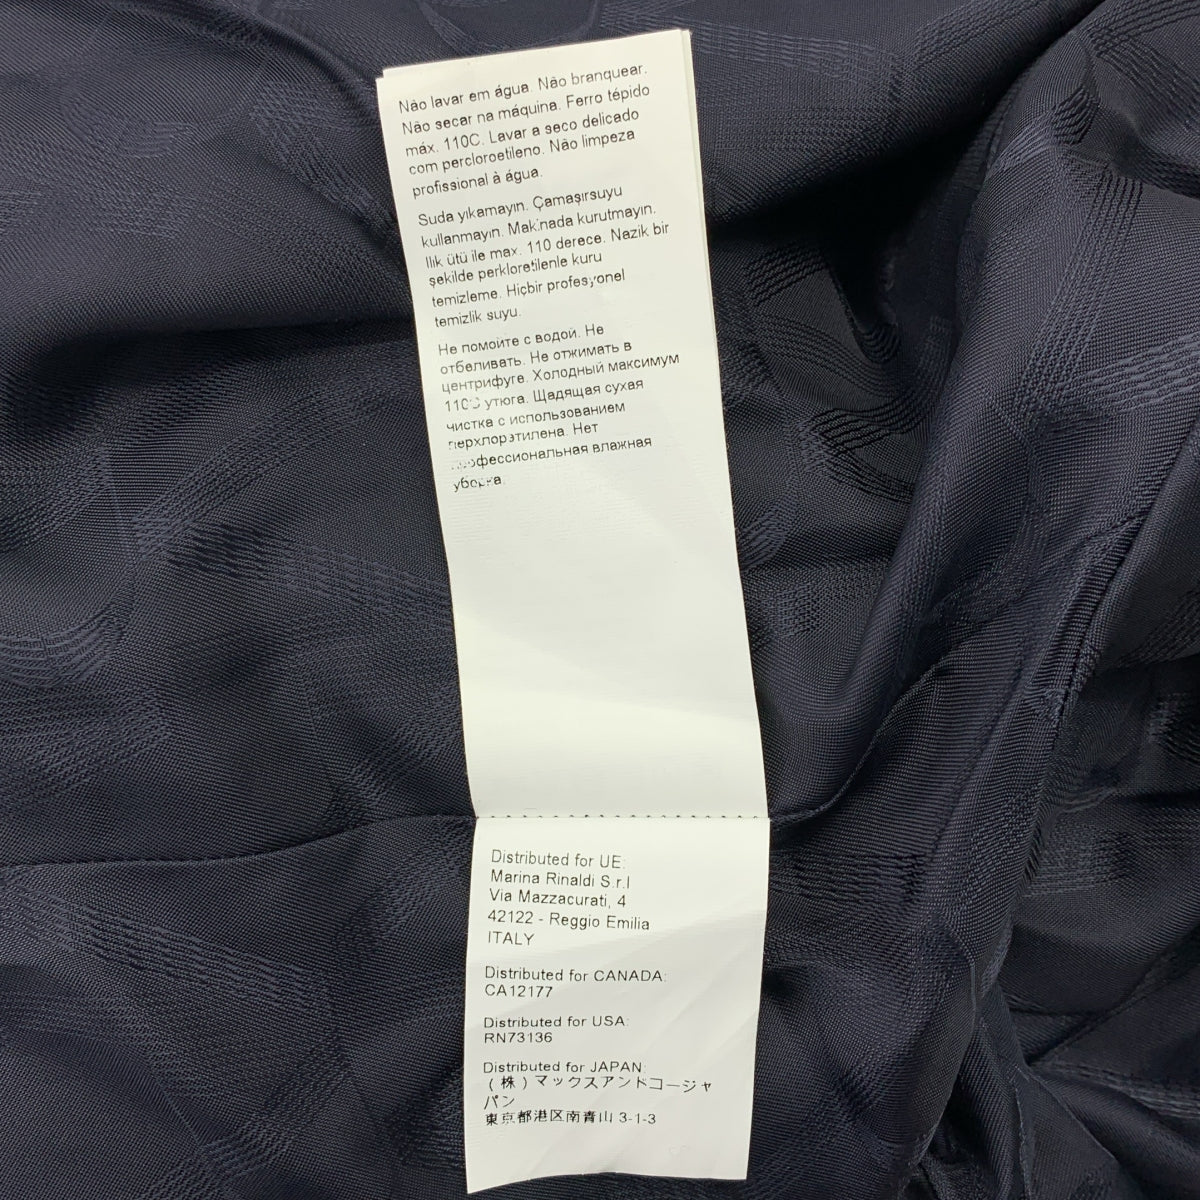 Não lavar em água. Não branquear.
Não secar na máquina. Ferro tépido
máx. 110C. Lavar a seco delicado
com percloroetileno. Não limpeza
profissional à água.
Suda yıkamayın. Çamaşırsuyu
kullanmayın. Makinada kurutmayın.
Ilık ütü ile max. 110 derece. Nazik bir
şekilde perkloretilenle kuru
temizleme. Hiçbir profesyonel
temizlik suyu.
Не помойте с водой. Не
отбеливать. Не отжимать в
центрифуге. Холодный максимум
110C утюга. Щадящая сухая
чистка с использованием
перхлорэтилена. Нет
профессиональная влажная
уборка.
Distributed for UE:
Marina Rinaldi S.r.l
Via Mazzacurati, 4
42122 - Reggio Emilia
ITALY
Distributed for CANADA:
CA12177
Distributed for USA:
RN73136
Distributed for JAPAN:
(株)マックスアンドコージャ
パン
東京都港区南青山 3-1-3